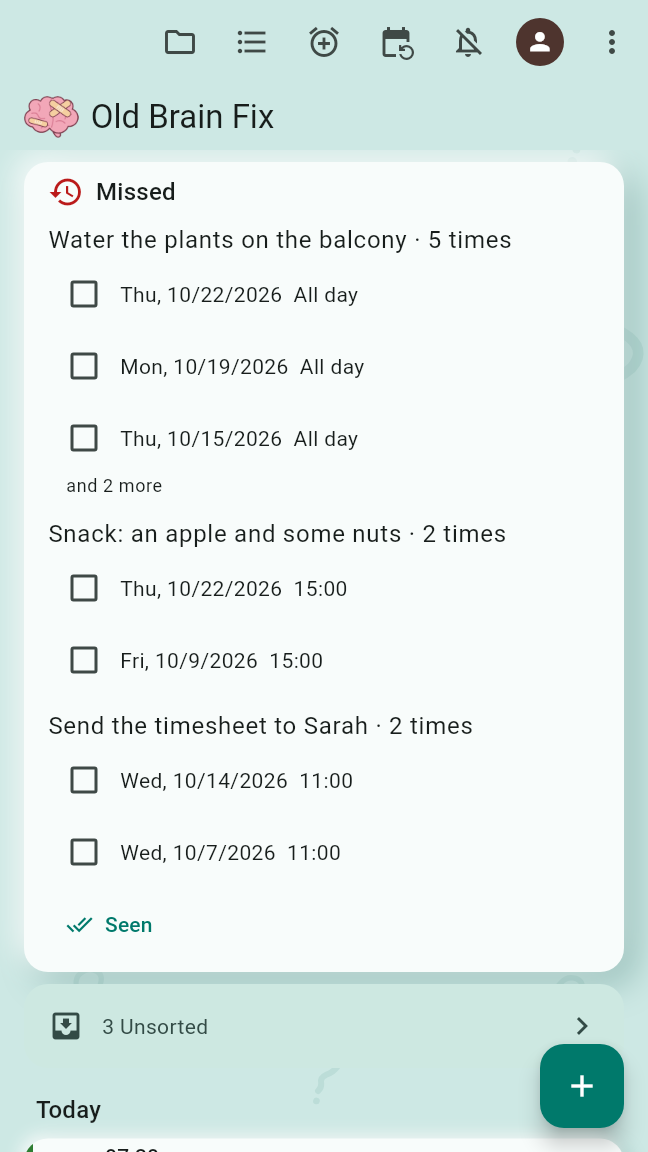 Old Brain Fix
Missed
Water the plants on the balcony · 5 times
Thu, 10/22/2026 All day
Mon, 10/19/2026 All day
Thu, 10/15/2026 All day
and 2 more
Snack: an apple and some nuts · 2 times
Thu, 10/22/2026 15:00
Fri, 10/9/2026 15:00
Send the timesheet to Sarah · 2 times
Wed, 10/14/2026 11:00
Wed, 10/7/2026 11:00
Seen
3 Unsorted
Today